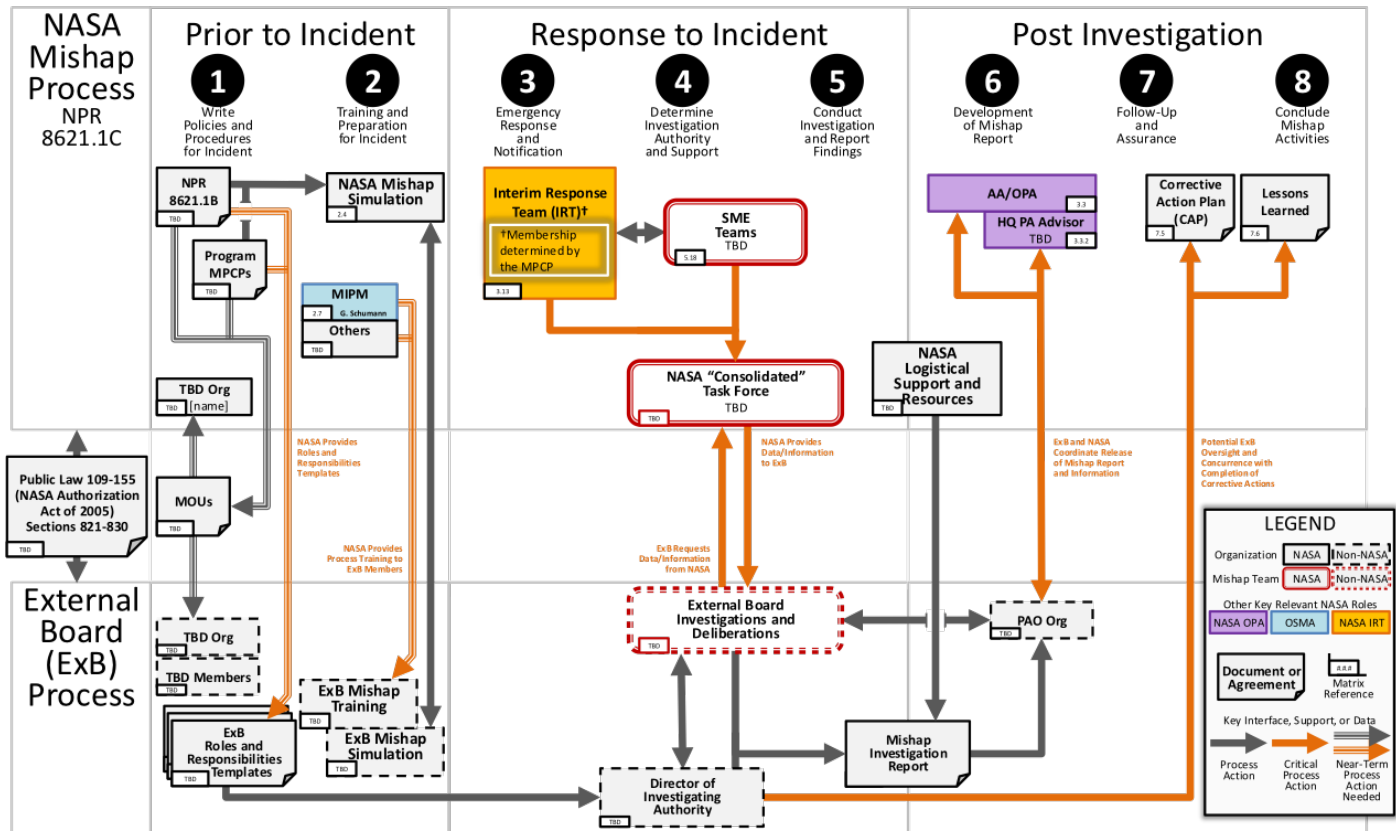 NASA
Mishap
Process
NPR
8621.1C
Prior to Incident
Response to Incident
Post Investigation
1
Write
Policies and
Procedures
for Incident
2
Training and
Preparation
for Incident
3
Emergency
Response
and
Notification
4
Determine
Investigation
Authority
and Support
5
Conduct
Investigation
and Report
Findings
6
Development
of Mishap
Report
7
Follow-Up
and
Assurance
8
Conclude
Mishap
Activities
NPR
8621.1B
TBD
NASA Mishap
Simulation
2.4
Program
MPCPs
TBD
MIPM
2.7
G. Schumann
Others
TBD
TBD Org
[name]
TBD
Interim Response
Team (IRT)†
†Membership
determined by
the MPCP
3.13
SME
Teams
TBD
5.18
NASA “Consolidated”
Task Force
TBD
TBD
AA/OPA
3.3
HQ PA Advisor
TBD
3.3.2
Corrective
Action Plan
(CAP)
7.5
Lessons
Learned
7.6
NASA
Logistical
Support and
Resources
TBD
Public Law 109-155
(NASA Authorization
Act of 2005)
Sections 821-830
TBD
MOUs
TBD
NASA Provides
Roles and
Responsibilities
Templates
NASA Provides
Process Training to
ExB Members
NASA Provides
Data/Information
to ExB
ExB Requests
Data/Information
from NASA
ExB and NASA
Coordinate Release
of Mishap Report
and Information
Potential ExB
Oversight and
Concurrence with
Completion of
Corrective Actions
External
Board
(ExB)
Process
TBD Org
TBD
TBD Members
TBD
ExB
Roles and
Responsibilities
Templates
TBD
ExB Mishap
Training
TBD
ExB Mishap
Simulation
TBD
External Board
Investigations and
Deliberations
TBD
PAO Org
TBD
Mishap
Investigation
Report
Director of
Investigating
Authority
TBD
LEGEND
Organization
NASA
Non-NASA
Mishap Team
NASA
Non-NASA
Other Key Relevant NASA Roles
NASA OPA
OSMA
NASA IRT
Document or
Agreement
#.#.#
Matrix
Reference
Key Interface, Support, or Data
Process
Action
Critical
Process
Action
Near-Term
Process
Action
Needed